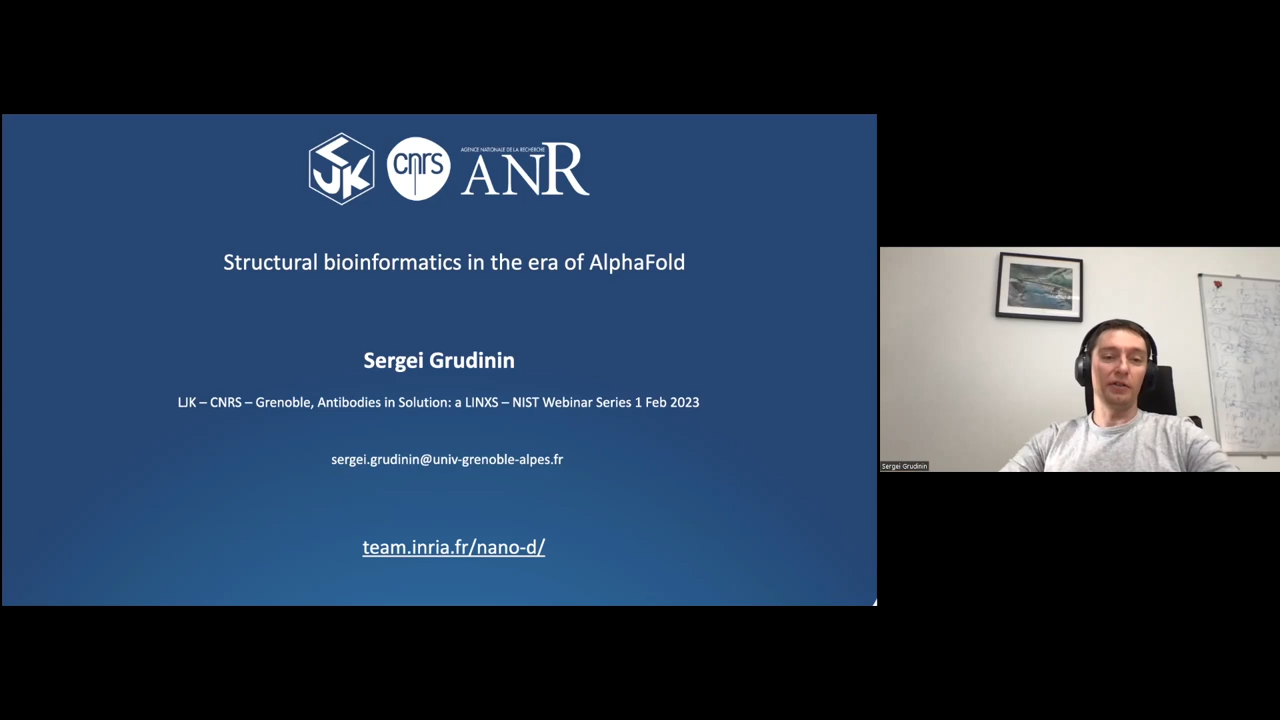 LJK
cnrs
AGENCE NATIONALE DE LA RECHERCHE
ANR
Structural bioinformatics in the era of AlphaFold
Sergei Grudinin
LJK – CNRS – Grenoble, Antibodies in Solution: a LINXS – NIST Webinar Series 1 Feb 2023
sergei.grudinin@univ-grenoble-alpes.fr
team.inria.fr/nano-d/
Sergei Grudinin